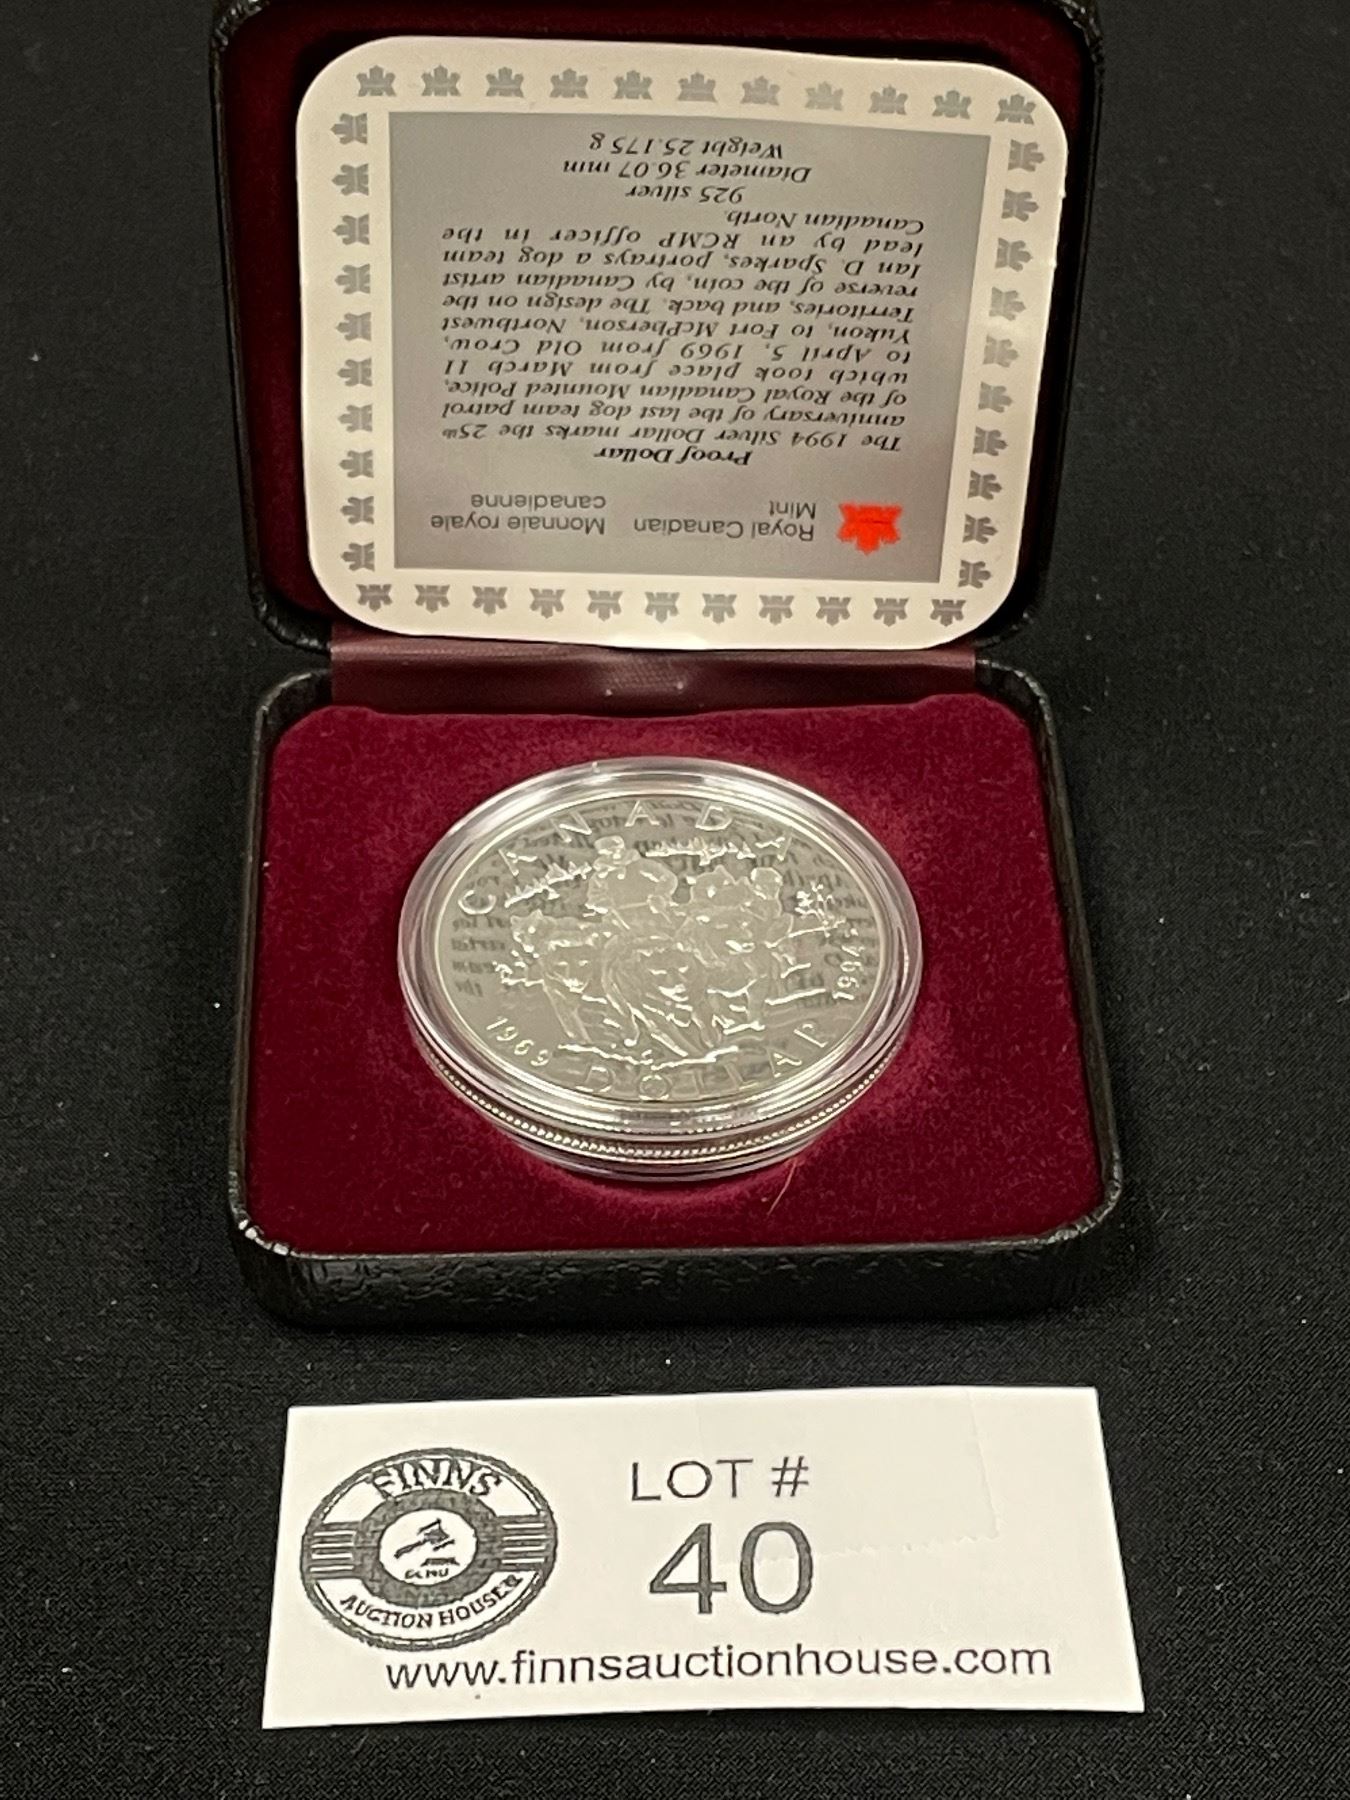 Royal Canadian Mint
Monnaie royale canadienne
Proof Dollar
The 1994 Silver Dollar marks the 25th
anniversary of the last dog team patrol
of the Royal Canadian Mounted Police,
which took place from March 11
to April 5, 1969 from Old Crow,
Yukon, to Fort McPherson, Northwest
Territories, and back. The design on the
reverse of the coin, by Canadian artist
Ian D. Sparkes, portrays a dog team
lead by an RCMP officer in the
Canadian North.
925 silver
Diameter 36.07 mm
Weight 25.175 g
CANADA
1969 DOLLAR 1994
FINNS
AUCTION HOUSE
LOT #
40
www.finnsauctionhouse.com